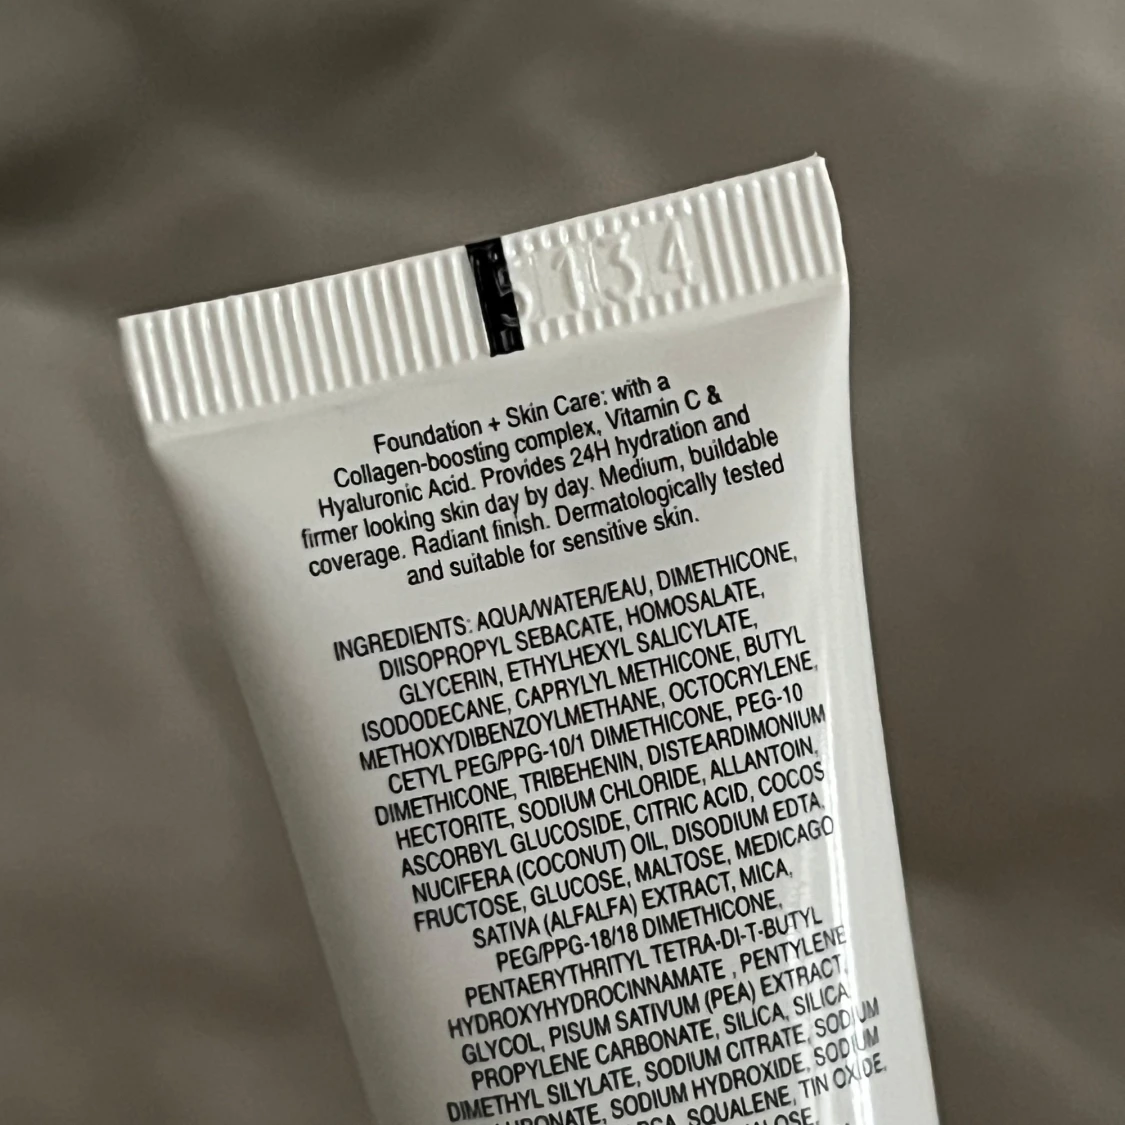 5134
Foundation + Skin Care: with a
Collagen-boosting complex, Vitamin C &
Hyaluronic Acid. Provides 24H hydration and
firmer looking skin day by day. Medium, buildable
coverage. Radiant finish. Dermatologically tested
and suitable for sensitive skin.
INGREDIENTS: AQUA/WATER/EAU, DIMETHICONE,
DIISOPROPYL SEBACATE, HOMOSALATE,
GLYCERIN, ETHYLHEXYL SALICYLATE,
ISODODECANE, CAPRYLYL METHICONE, BUTYL
METHOXYDIBENZOYLMETHANE, OCTOCRYLENE,
CETYL PEG/PPG-10/1 DIMETHICONE, PEG-10
DIMETHICONE, TRIBEHENIN, DISTEARDIMONIUM
HECTORITE, SODIUM CHLORIDE, ALLANTOIN,
ASCORBYL GLUCOSIDE, CITRIC ACID, COCOS
NUCIFERA (COCONUT) OIL, DISODIUM EDTA,
FRUCTOSE, GLUCOSE, MALTOSE, MEDICAGO
SATIVA (ALFALFA) EXTRACT, MICA,
PEG/PPG-18/18 DIMETHICONE,
PENTAERYTHRITYL TETRA-DI-T-BUTYL
HYDROXYHYDROCINNAMATE , PENTYLENE
GLYCOL, PISUM SATIVUM (PEA) EXTRACT,
PROPYLENE CARBONATE, SILICA, SILICA
DIMETHYL SILYLATE, SODIUM CITRATE, SODIUM
SODIUM HYDROXIDE, SODIUM
SQUALENE, TIN OXIDE,